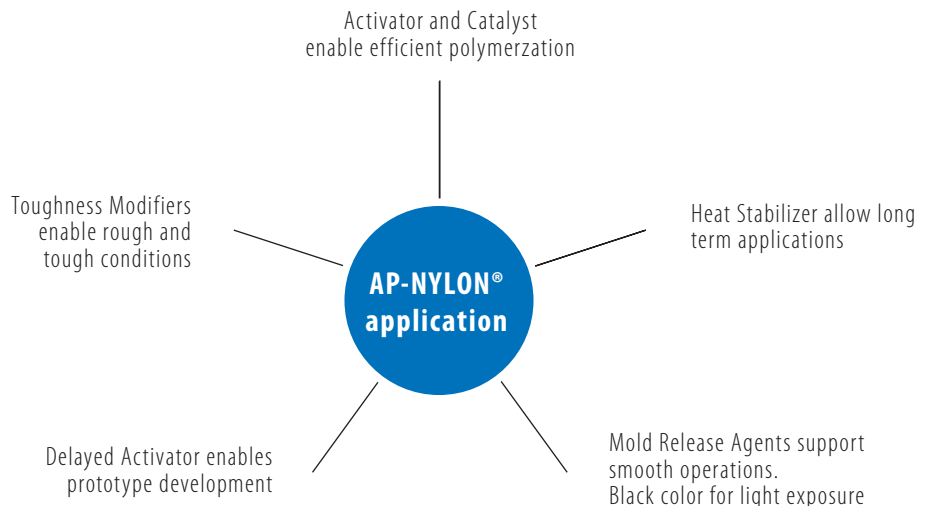 Activator and Catalyst
enable efficient polymerzation
Toughness Modifiers
enable rough and
tough conditions
Heat Stabilizer allow long
term applications
AP-NYLON®
application
Delayed Activator enables
prototype development
Mold Release Agents support
smooth operations.
Black color for light exposure